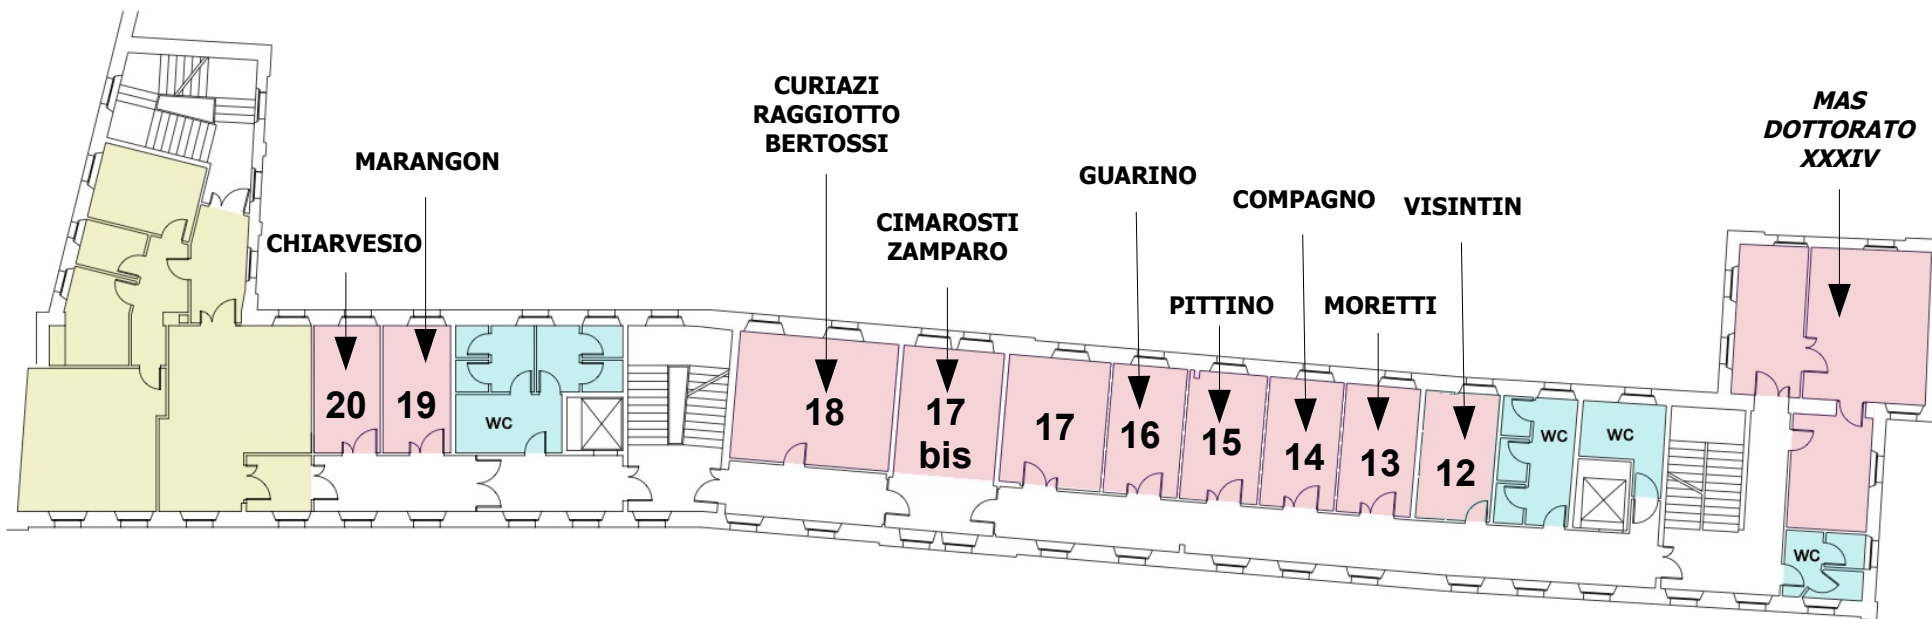 CURIAZI
RAGGIOTTO
BERTOSSI
MAS
DOTTORATO
XXXIV
MARANGON
GUARINO
COMPAGNO
VISINTIN
CIMAROSTI
ZAMPARO
CHIARVESIO
PITTINO
MORETTI
20
19
WC
18
17
bis
17
16
15
14
13
12
WC
WC
WC